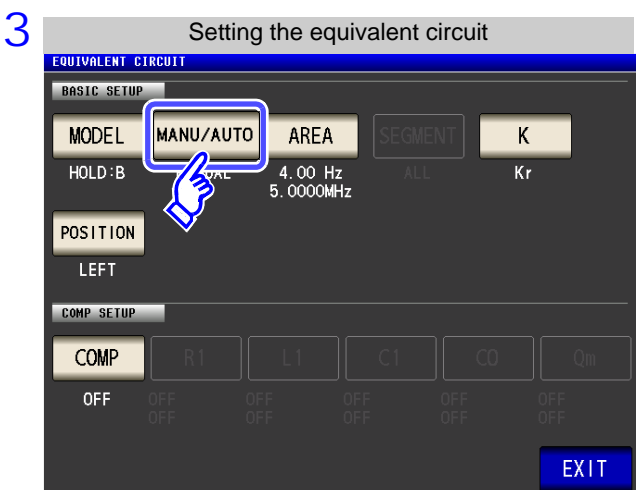 3
Setting the equivalent circuit
EQUIVALENT CIRCUIT
BASIC SETUP
MODEL MANU/AUTO AREA SEGMENT K
HOLD:B 4.00 Hz ALL Kr
5.0000MHz
POSITION
LEFT
COMP SETUP
COMP R1 L1 C1 C0 Qm
OFF OFF OFF OFF OFF OFF
OFF OFF OFF OFF OFF
EXIT